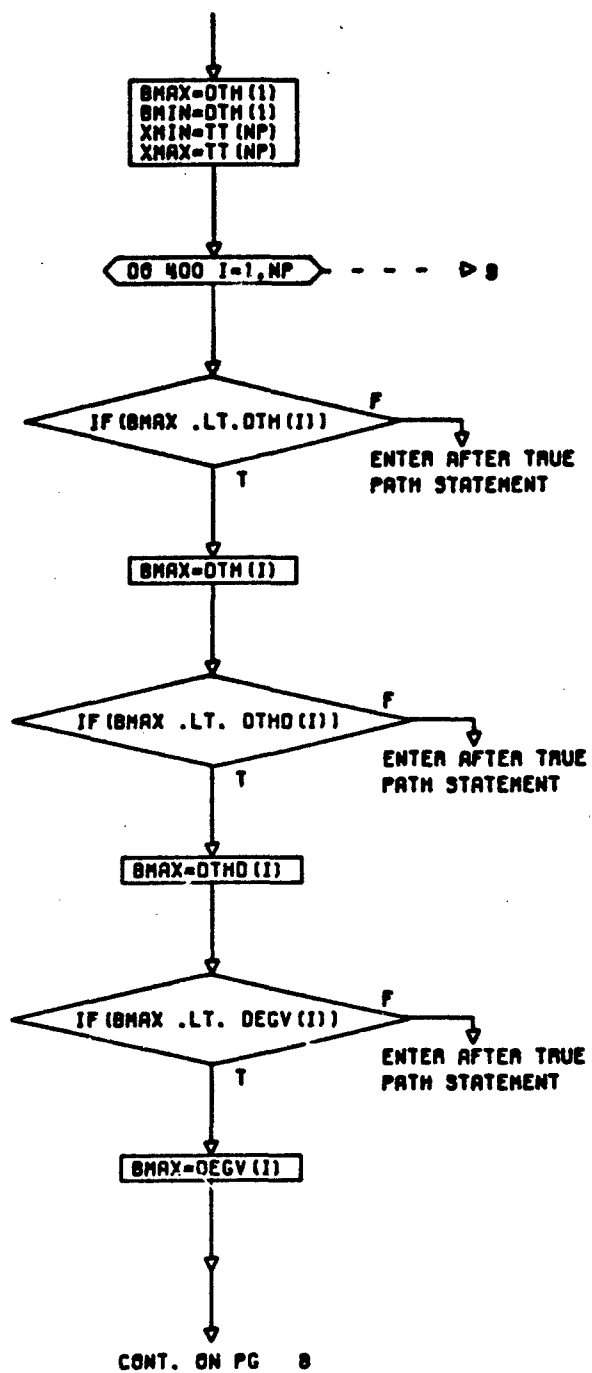 BMAX=DTH(1)
BMIN=DTH(1)
XMIN=TT(NP)
XMAX=TT(NP)
DO 400 I=1,NP
9
IF(BMAX .LT.DTH(I))
F
ENTER AFTER TRUE
PATH STATEMENT
T
BMAX=DTH(I)
IF(BMAX .LT. DTHD(I))
F
ENTER AFTER TRUE
PATH STATEMENT
T
BMAX=DTHD(I)
IF(BMAX .LT. DEGV(I))
F
ENTER AFTER TRUE
PATH STATEMENT
T
BMAX=DEGV(I)
CONT. ON PG 8